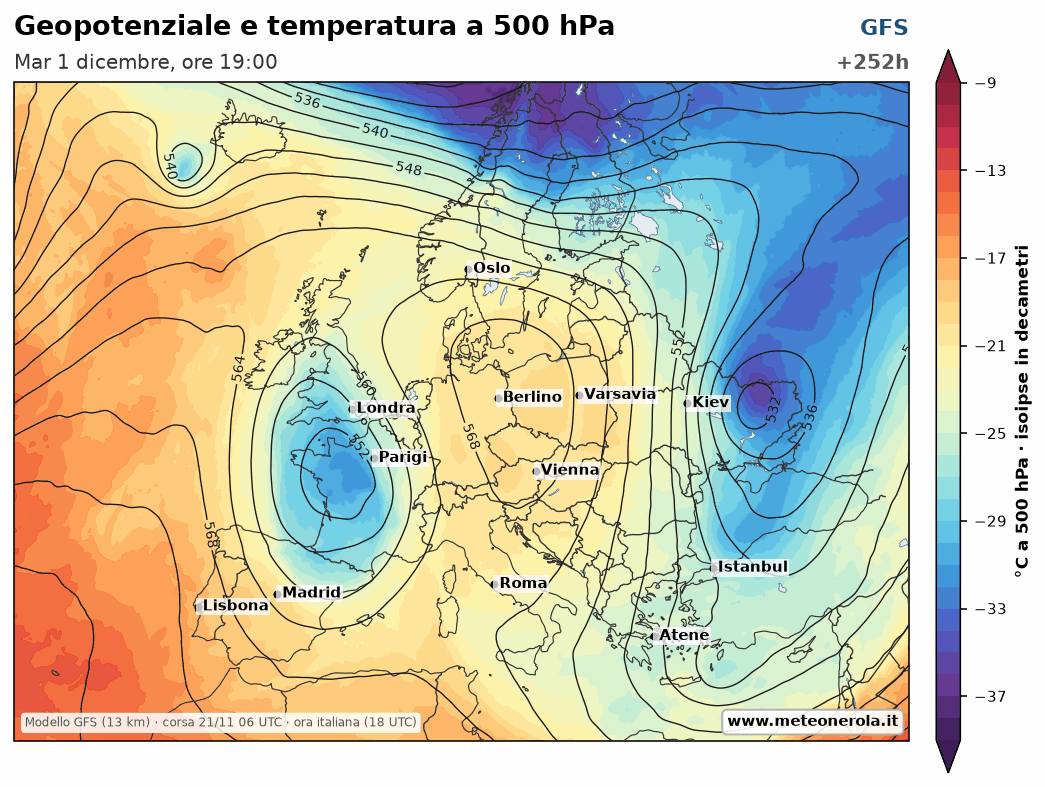 Geopotenziale e temperatura a 500 hPa
GFS
Mar 1 dicembre, ore 19:00
+252h
536
540
540
548
Oslo
552
564
560
Londra
Berlino
Varsavia
Kiev
532
536
568
552
Parigi
Vienna
568
Istanbul
Madrid
Roma
Lisbona
Atene
Modello GFS (13 km) · corsa 21/11 06 UTC · ora italiana (18 UTC)
www.meteonerola.it
−9
−13
−17
−21
−25
−29
−33
−37
°C a 500 hPa · isoipse in decametri